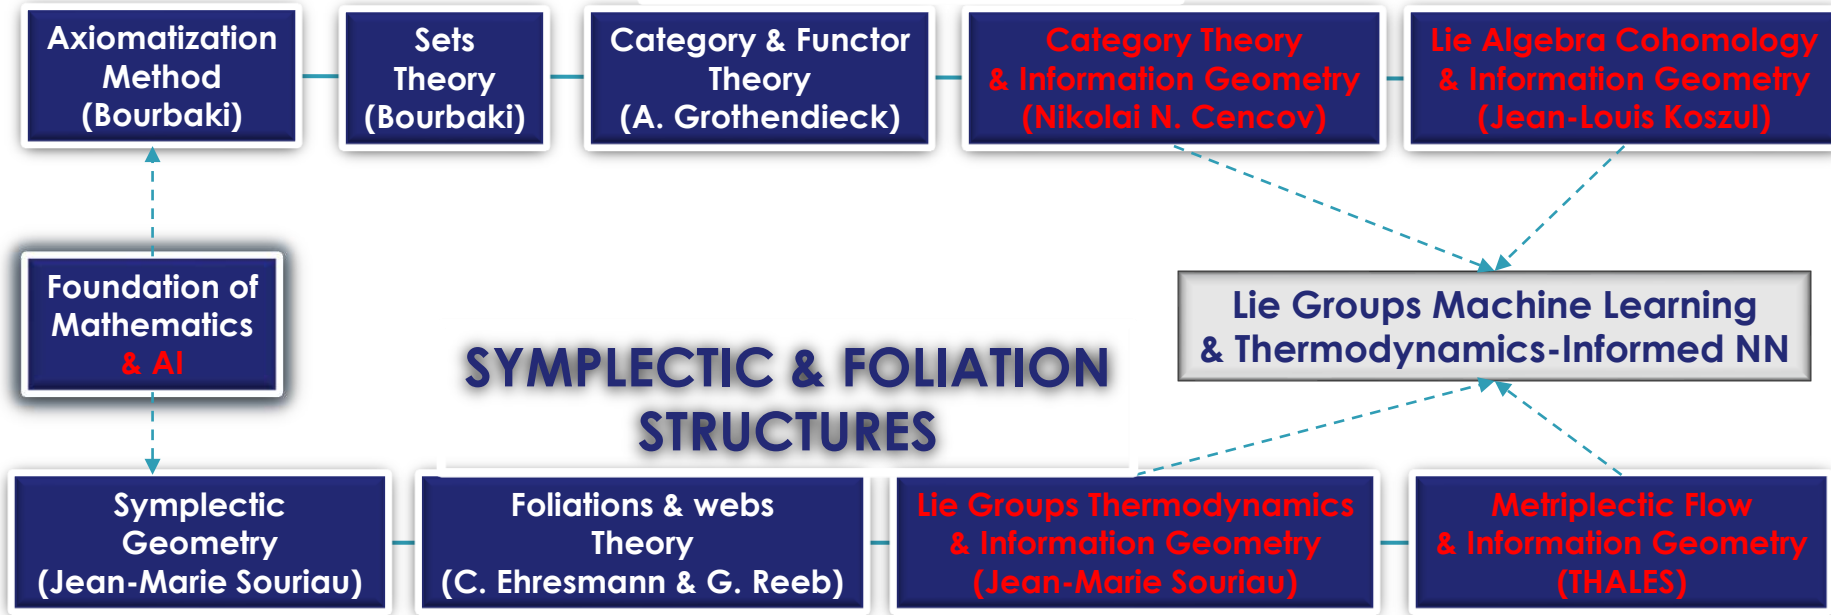 Axiomatization
Method
(Bourbaki)
Sets
Theory
(Bourbaki)
Category & Functor
Theory
(A. Grothendieck)
Category Theory
& Information Geometry
(Nikolai N. Cencov)
Lie Algebra Cohomology
& Information Geometry
(Jean-Louis Koszul)
Foundation of
Mathematics
& AI
Lie Groups Machine Learning
& Thermodynamics-Informed NN
SYMPLECTIC & FOLIATION
STRUCTURES
Symplectic
Geometry
(Jean-Marie Souriau)
Foliations & webs
Theory
(C. Ehresmann & G. Reeb)
Lie Groups Thermodynamics
& Information Geometry
(Jean-Marie Souriau)
Metriplectic Flow
& Information Geometry
(THALES)